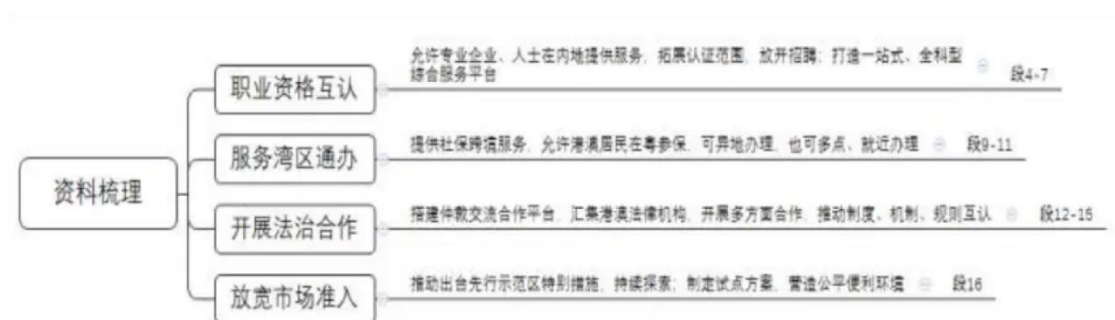 允许专业企业、人士在内地提供服务，拓展认证范围，放开招聘；打造一站式、全科型
综合服务平台
段4-7
职业资格互认
提供社保跨境服务，允许港澳居民在粤参保，可异地办理，也可多点、就近办理
段9-11
服务湾区通办
资料梳理
搭建仲裁交流合作平台，汇集港澳法律机构，开展多方面合作，推动制度、机制、规则互认
段12-15
开展法治合作
推动出台先行示范区特别措施，持续探索；制定试点方案，营造公平便利环境
段16
放宽市场准入